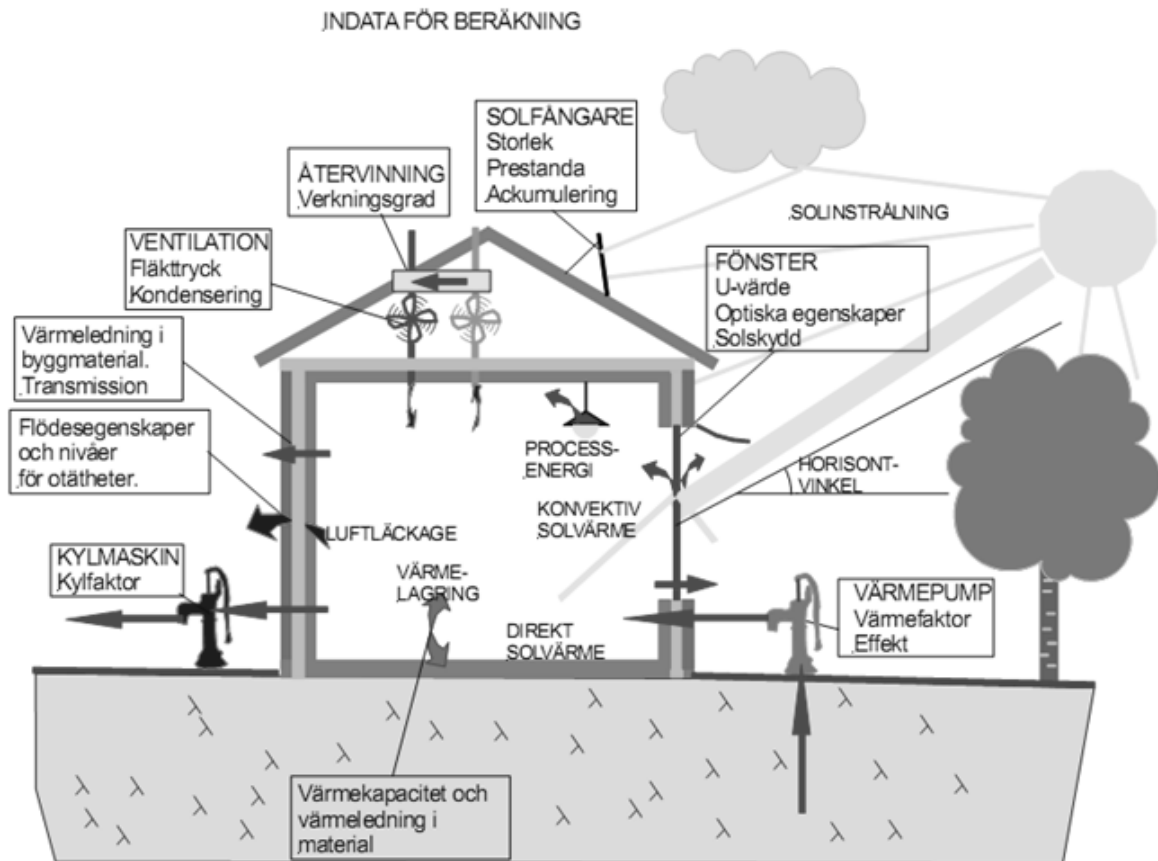 INDATA FÖR BERÄKNING
SOLFÅNGARE
Storlek
Prestanda
Ackumulering
ÅTERVINNING
Verkningsgrad
SOLINSTRÅLNING
VENTILATION
Fläkttryck
Kondensering
FÖNSTER
U-värde
Optiska egenskaper
Solskydd
Värmeledning i
byggmaterial.
Transmission
Flödesegenskaper
och nivåer
för otätheter.
PROCESS-
ENERGI
HORISONT-
VINKEL
KONVEKTIV
SOLVÄRME
LUFTLÄCKAGE
KYLMASKIN
Kylfaktor
VÄRME-
LAGRING
VÄRMEPUMP
Värmefaktor
Effekt
DIREKT
SOLVÄRME
Värmekapacitet och
värmeledning i
material